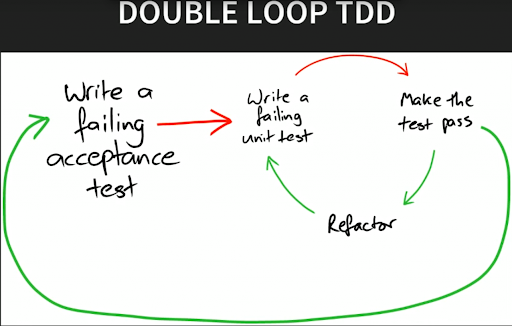 DOUBLE LOOP TDD
Write a
failing
acceptance
test
Write a
failing
unit test
Make the
test pass
Refactor